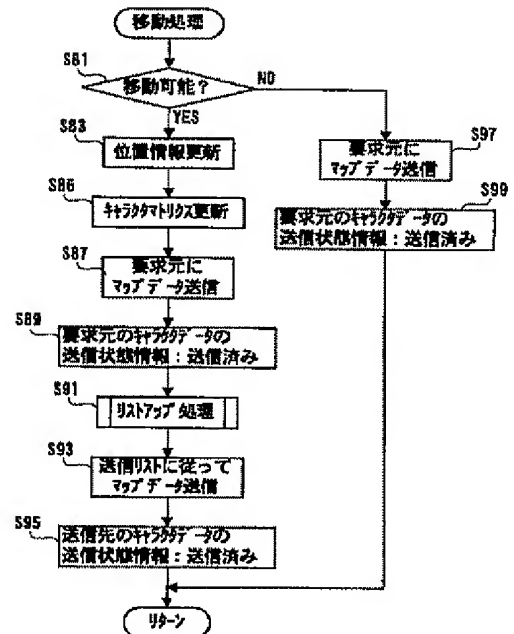 移動処理
S81
移動可能?
NO
YES
S83
位置情報更新
S86
キャラクタマトリクス更新
S87
要求元に
マップデータ送信
S89
要求元のキャラクタデータの
送信状態情報:送信済み
S91
リストアップ処理
S93
送信リストに従って
マップデータ送信
S95
送信先のキャラクタデータの
送信状態情報:送信済み
S97
要求元に
マップデータ送信
S99
要求元のキャラクタデータの
送信状態情報:送信済み
リターン